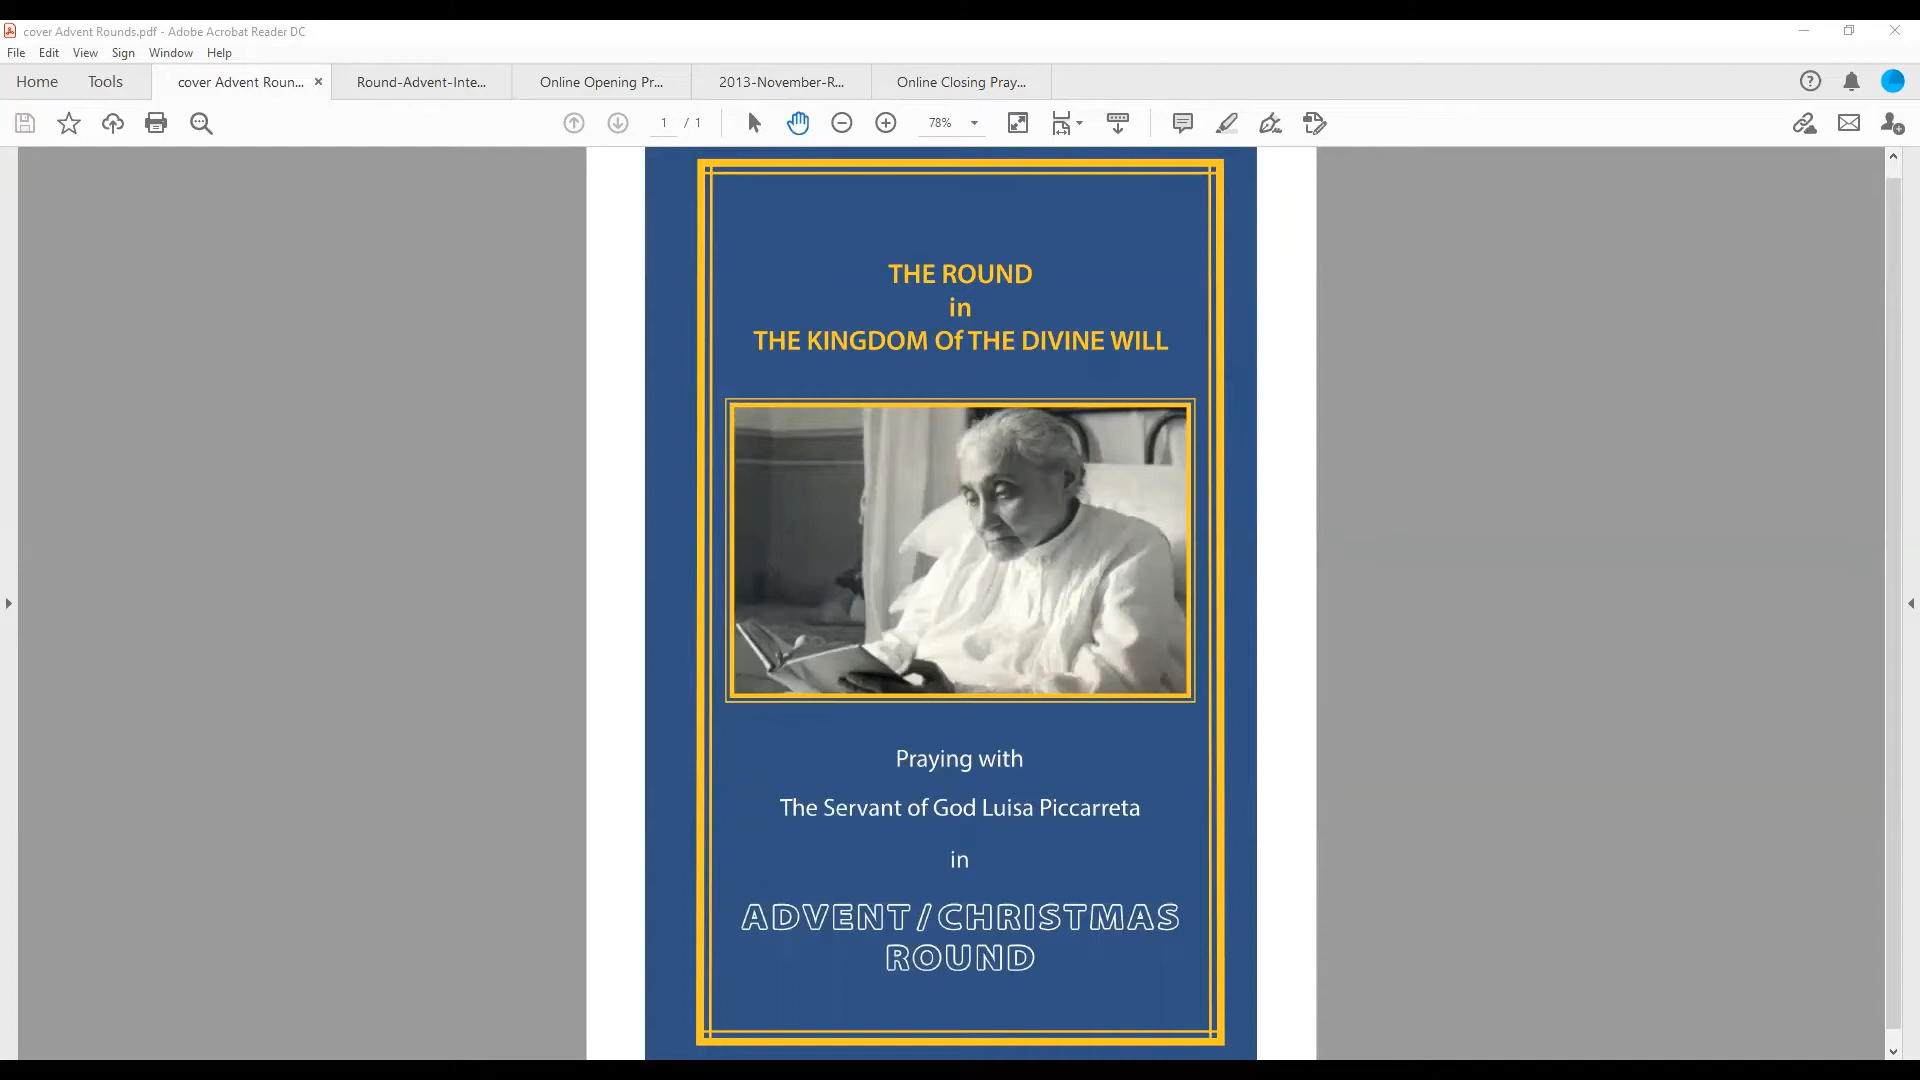 cover Advent Rounds.pdf - Adobe Acrobat Reader DC
File Edit View Sign Window Help
Home Tools cover Advent Roun... × Round-Advent-Inte... Online Opening Pr... 2013-November-R... Online Closing Pray...
1 / 1 78%
THE ROUND
in
THE KINGDOM Of THE DIVINE WILL
Praying with
The Servant of God Luisa Piccarreta
in
ADVENT/CHRISTMAS
ROUND